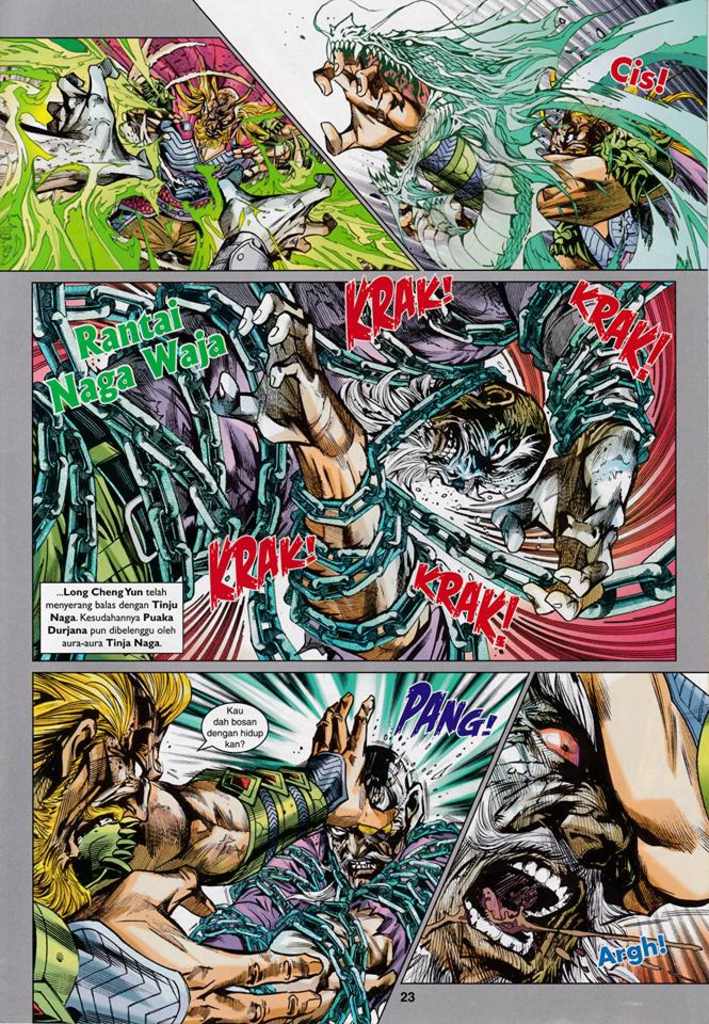 Cis!
Rantai
Naga Waja
KRAK!
KRAK!
KRAK!
KRAK!
...Long Cheng Yun telah
menyerang balas dengan Tinju
Naga. Kesudahannya Puaka
Durjana pun dibelenggu oleh
aura-aura Tinja Naga.
Kau
dah bosan
dengan hidup
kan?
PANG!
Argh!
23